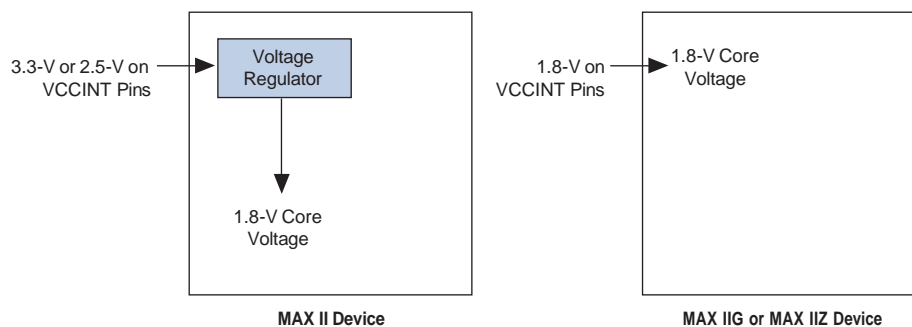 Voltage
Regulator
3.3-V or 2.5-V on
VCCINT Pins
1.8-V Core
Voltage
MAX II Device
1.8-V on
VCCINT Pins
1.8-V Core
Voltage
MAX IIG or MAX IIZ Device